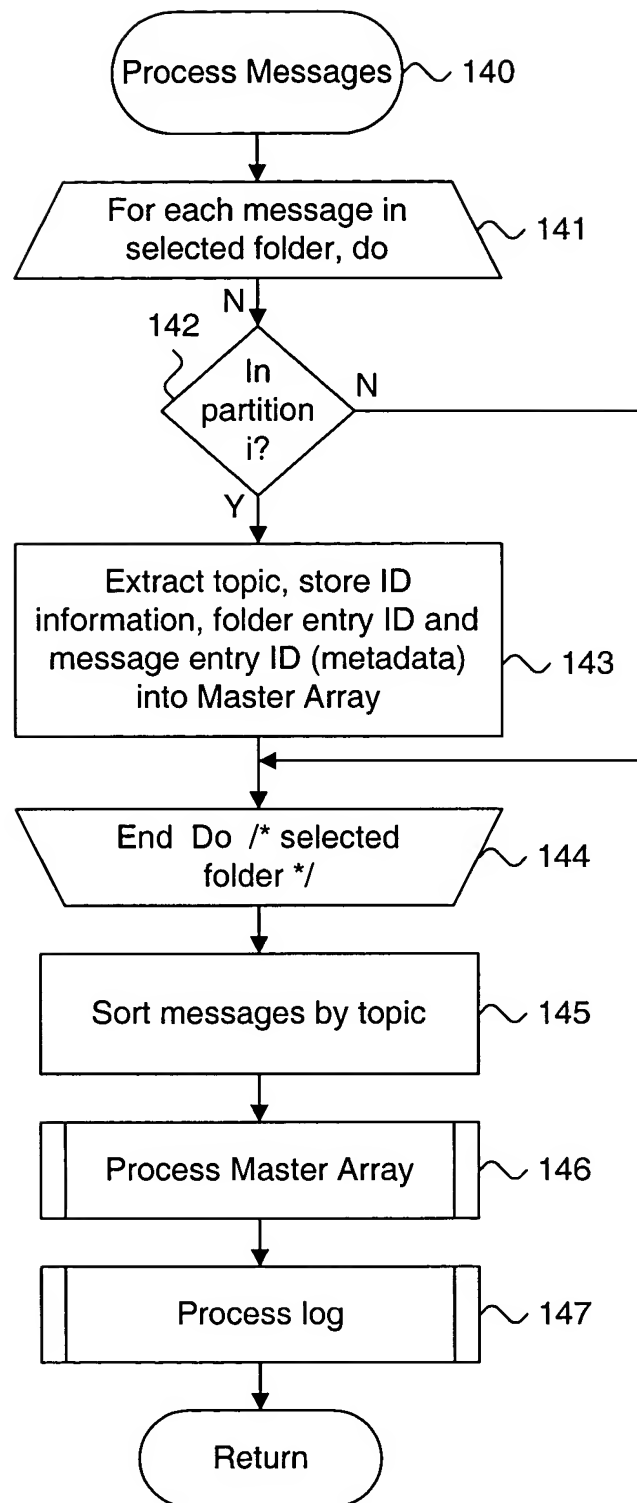 Process Messages
140
For each message in
selected folder, do
141
N
142
In
partition
i?
N
Y
Extract topic, store ID
information, folder entry ID and
message entry ID (metadata)
into Master Array
143
End Do /* selected
folder */
144
Sort messages by topic
145
Process Master Array
146
Process log
147
Return